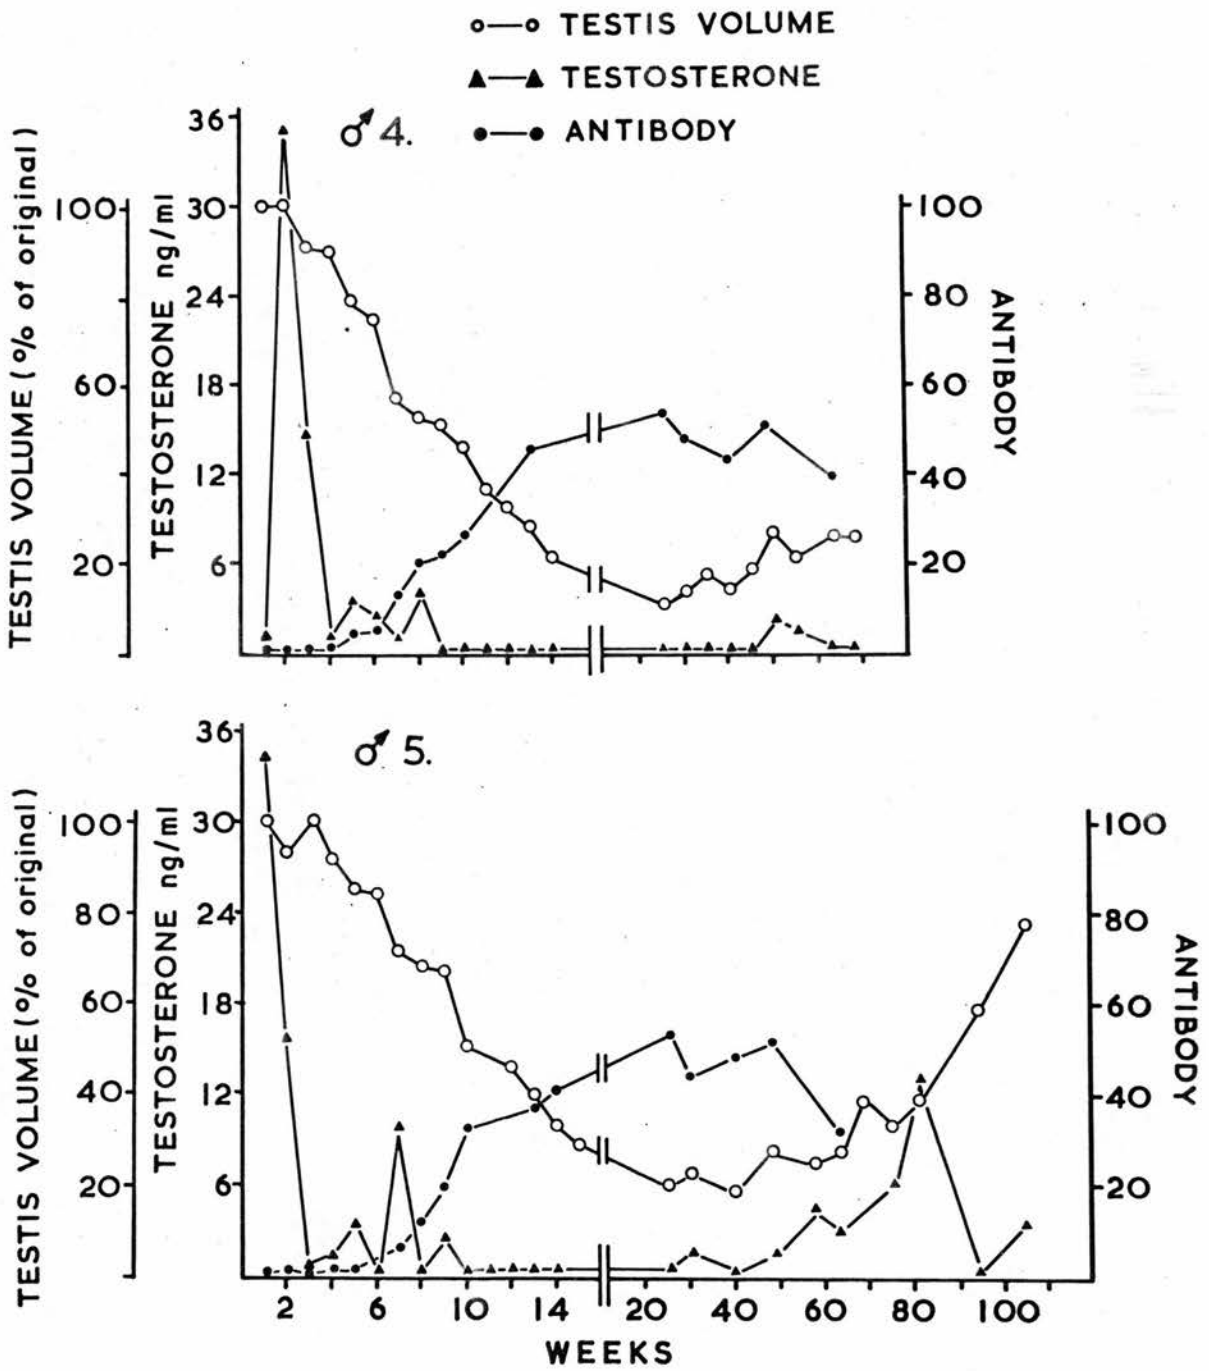 TESTIS VOLUME
TESTOSTERONE
ANTIBODY
♂ 4.
TESTIS VOLUME (% of original)
100
60
20
TESTOSTERONE ng/ml
36
30
24
18
12
6
100
80
60
40
20
ANTIBODY
♂ 5.
TESTIS VOLUME (% of original)
100
80
60
40
20
TESTOSTERONE ng/ml
36
30
24
18
12
6
100
80
60
40
20
ANTIBODY
2 6 10 14 20 40 60 80 100
WEEKS